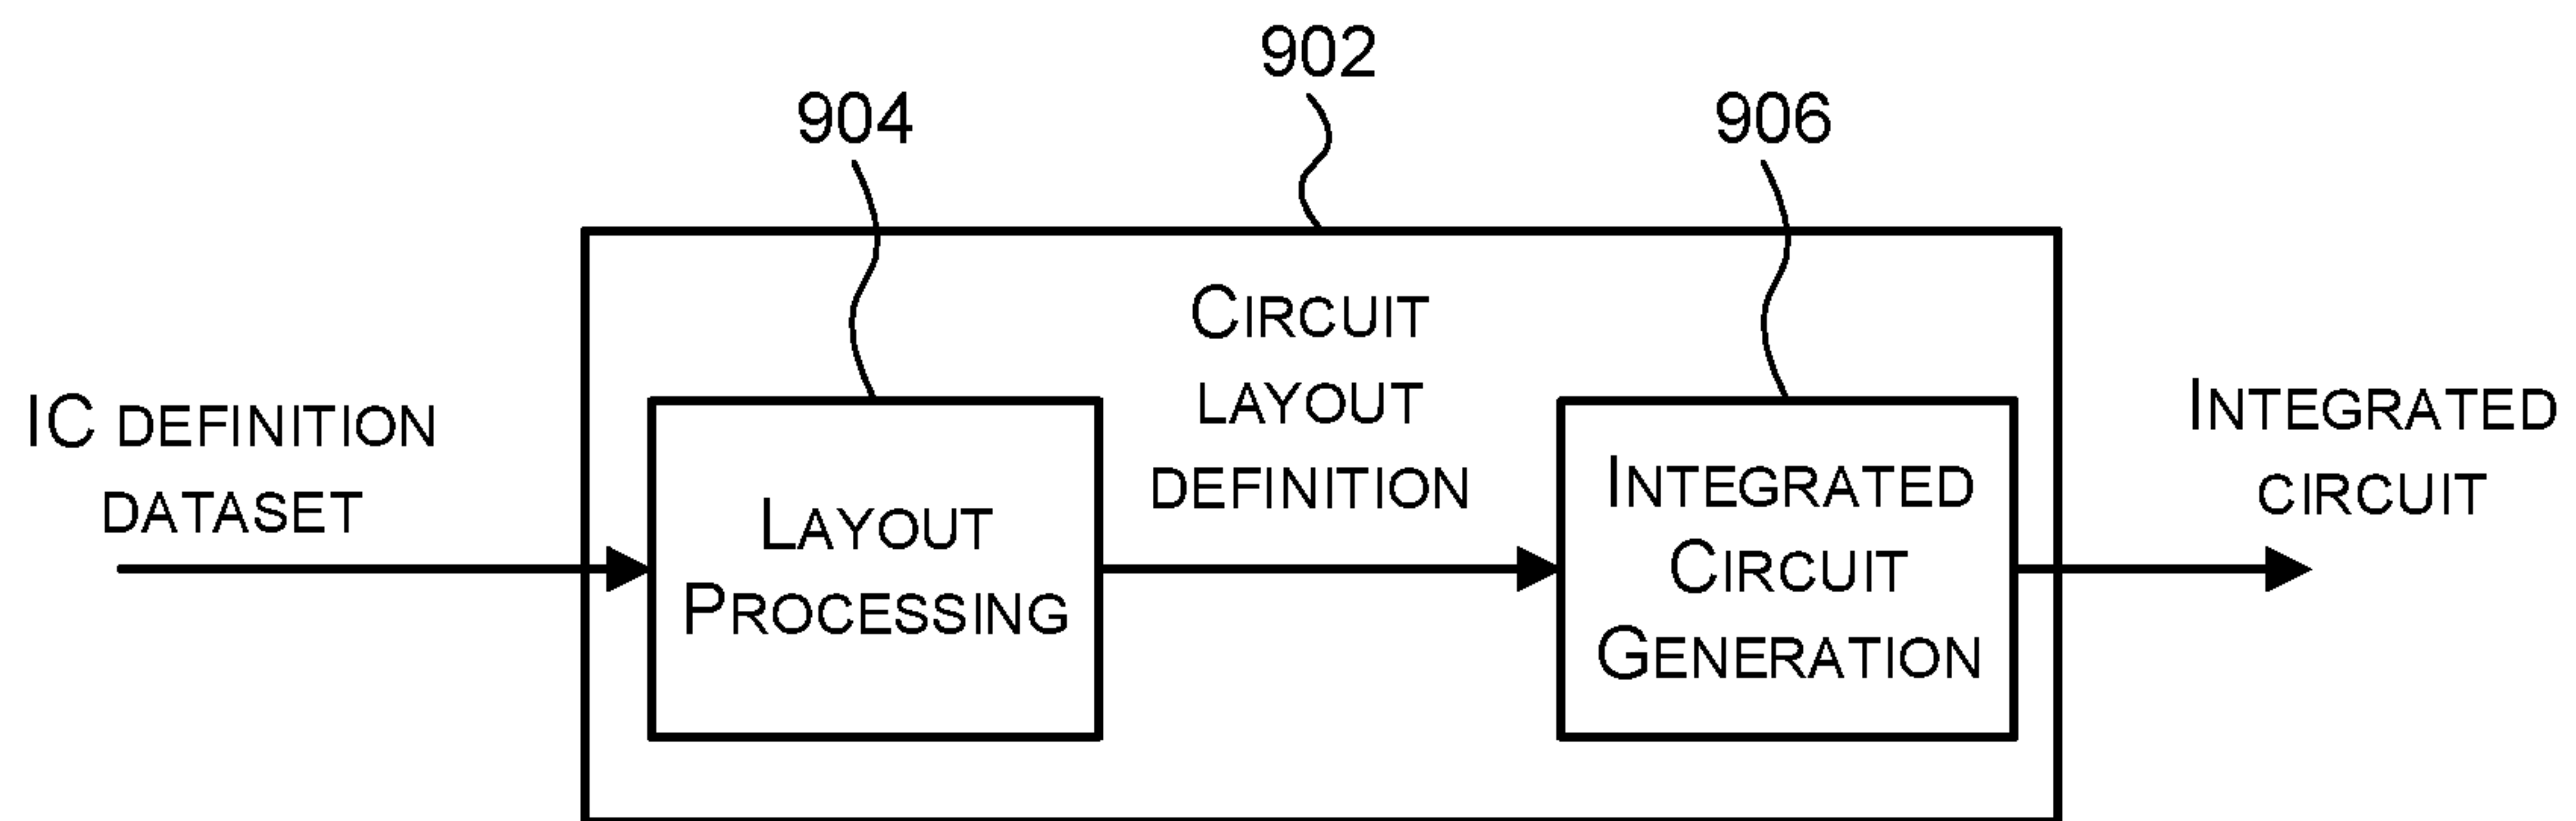 902
904
906
CIRCUIT
LAYOUT
DEFINITION
IC DEFINITION
DATASET
LAYOUT
PROCESSING
INTEGRATED
CIRCUIT
GENERATION
INTEGRATED
CIRCUIT